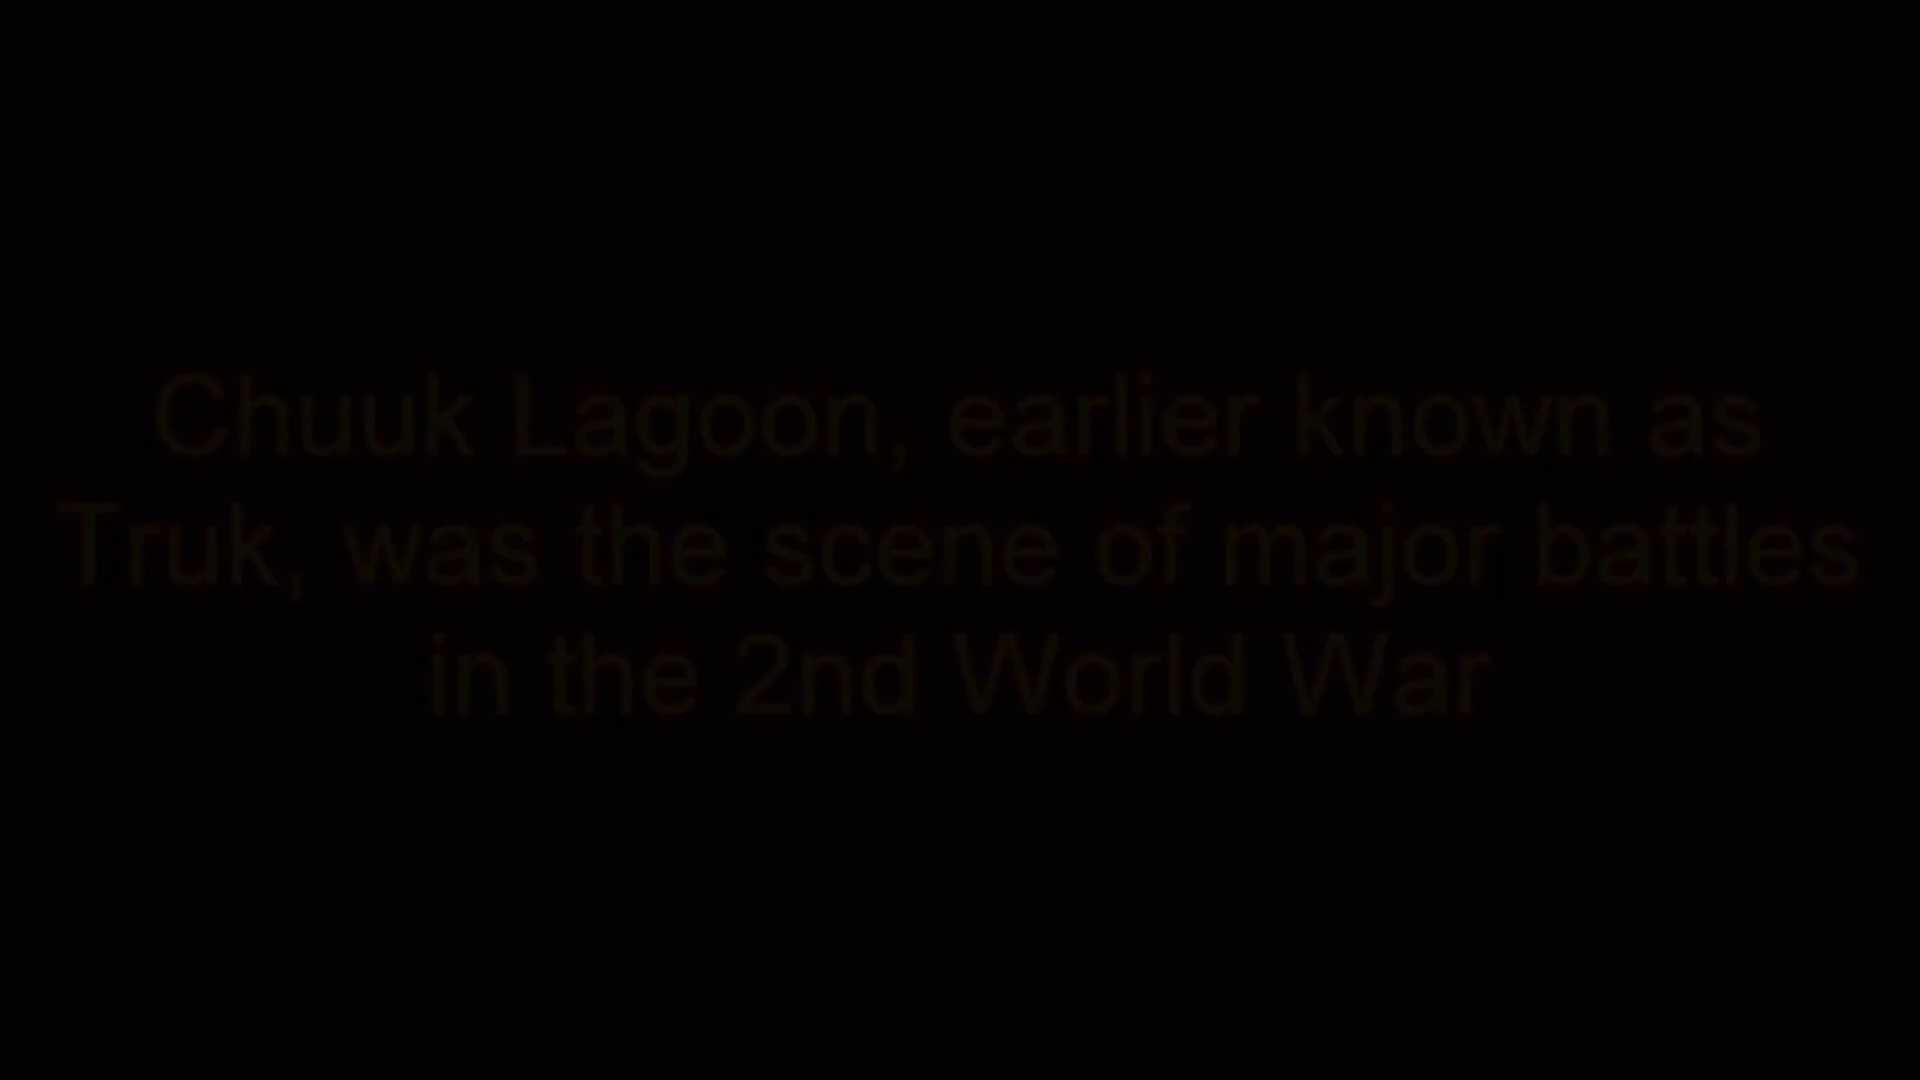 Chuuk Lagoon, earlier known as
Truk, was the scene of major battles
in the 2nd World War